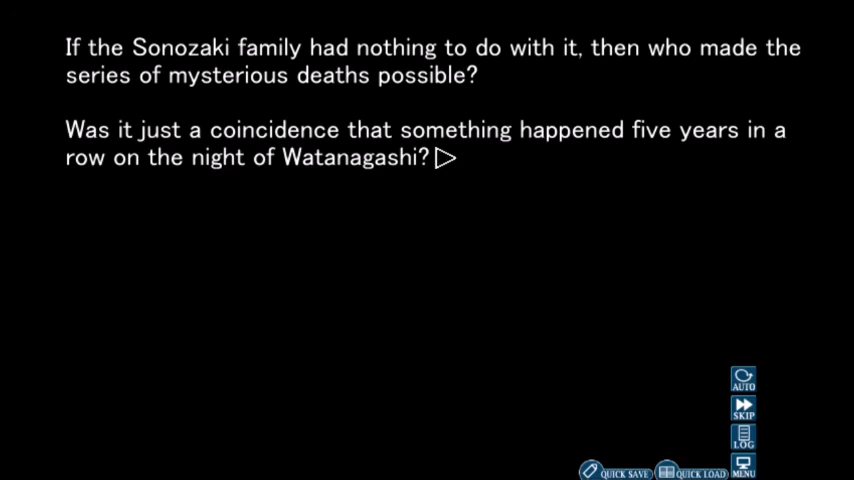 If the Sonozaki family had nothing to do with it, then who made the
series of mysterious deaths possible?
Was it just a coincidence that something happened five years in a
row on the night of Watanagashi?
AUTO
SKIP
LOG
MENU
QUICK SAVE
QUICK LOAD